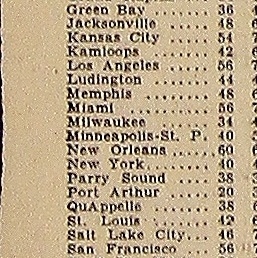 Green Bay ...... 36
Jacksonville .... 48
Kansas City .... 54
Kamloops ...... 42
Los Angeles .... 56
Ludington ...... 44
Memphis ....... 48
Miami ......... 56
Milwaukee ..... 34
Minneapolis-St. P. 40
New Orleans .... 60
New York ...... 40
Parry Sound .... 38
Port Arthur .... 20
QuAppelle ...... 38
St. Louis ...... 42
Salt Lake City... 46
San Francisco ... 56